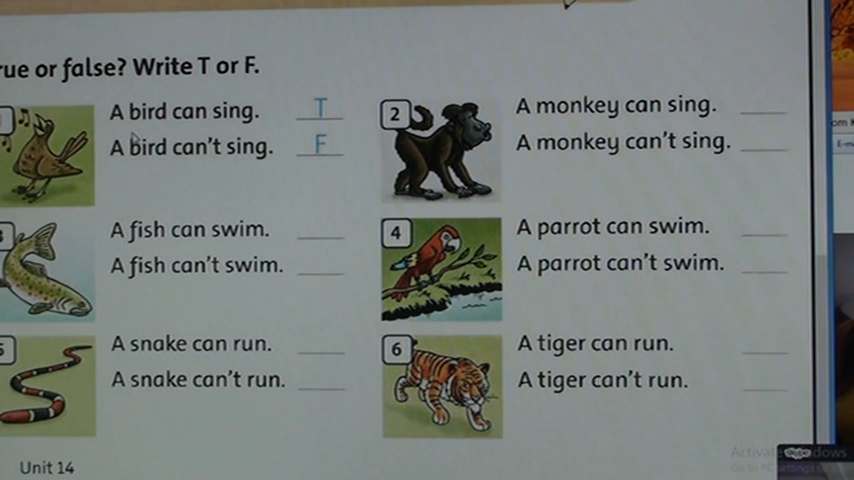 rue or false? Write T or F.
A bird can sing. T
A bird can't sing. F
2
A monkey can sing.
A monkey can't sing.
A fish can swim.
A fish can't swim.
4
A parrot can swim.
A parrot can't swim.
5
A snake can run.
A snake can't run.
6
A tiger can run.
A tiger can't run.
Unit 14